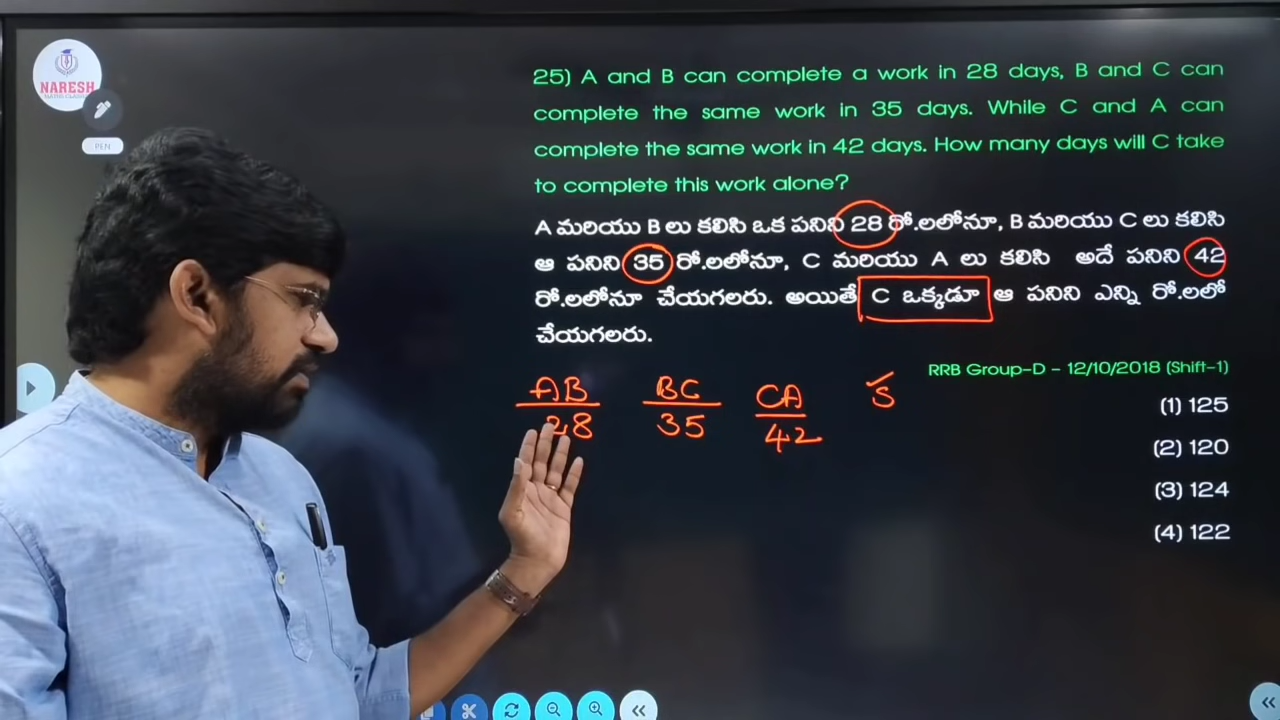 NARESH
PEN
25) A and B can complete a work in 28 days, B and C can
complete the same work in 35 days. While C and A can
complete the same work in 42 days. How many days will C take
to complete this work alone?
A మరియు B లు కలిసి ఒక పనిని 28 రో.లలోనూ, B మరియు C లు కలిసి
ఆ పనిని 35 రో.లలోనూ, C మరియు A లు కలిసి అదే పనిని 42
రో.లలోనూ చేయగలరు. అయితే C ఒక్కడూ ఆ పనిని ఎన్ని రో.లలో
చేయగలరు.
RRB Group-D - 12/10/2018 (Shift-1)
AB BC CA S
28 35 42
(1) 125
(2) 120
(3) 124
(4) 122